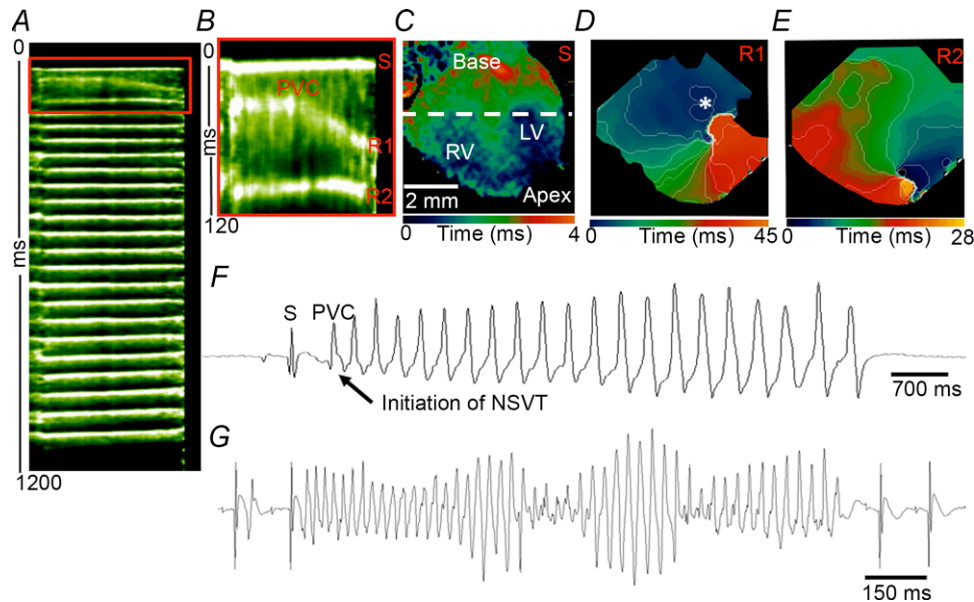 A
0
ms
1200
B
0
ms
120
S
PVC
R1
R2
C
S
Base
LV
RV
Apex
2 mm
0 Time (ms) 4
D
R1
*
0 Time (ms) 45
E
R2
0 Time (ms) 28
F
S PVC
Initiation of NSVT
700 ms
G
150 ms